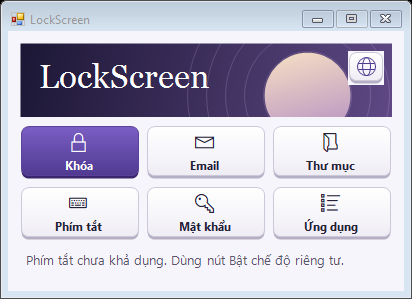 LockScreen
LockScreen
Khóa
Email
Thư mục
Phím tắt
Mật khẩu
Ứng dụng
Phím tắt chưa khả dụng. Dùng nút Bật chế độ riêng tư.